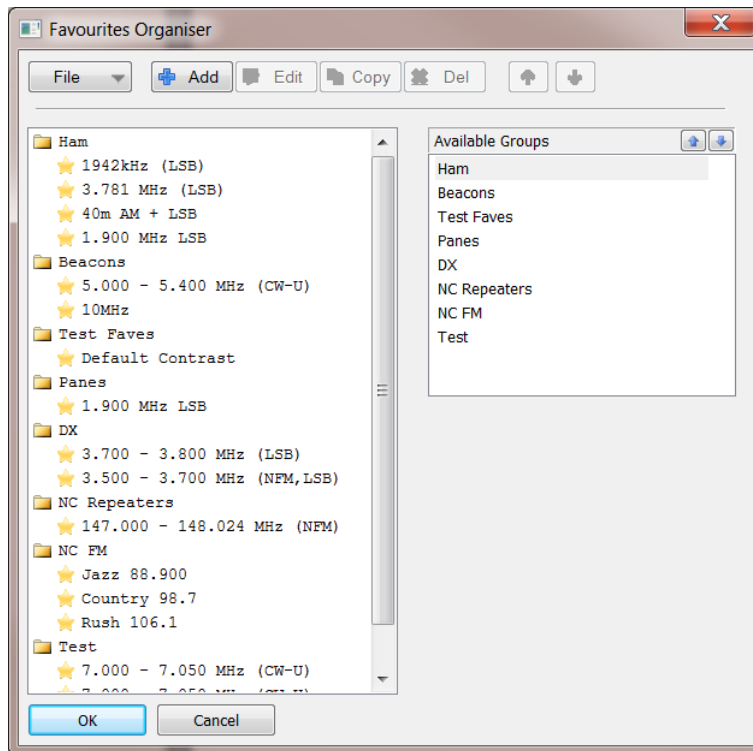 Favourites Organiser
File Add Edit Copy Del
Ham
1942kHz (LSB)
3.781 MHz (LSB)
40m AM + LSB
1.900 MHz LSB
Beacons
5.000 - 5.400 MHz (CW-U)
10MHz
Test Faves
Default Contrast
Panes
1.900 MHz LSB
DX
3.700 - 3.800 MHz (LSB)
3.500 - 3.700 MHz (NFM,LSB)
NC Repeaters
147.000 - 148.024 MHz (NFM)
NC FM
Jazz 88.900
Country 98.7
Rush 106.1
Test
7.000 - 7.050 MHz (CW-U)
Available Groups
Ham
Beacons
Test Faves
Panes
DX
NC Repeaters
NC FM
Test
OK Cancel